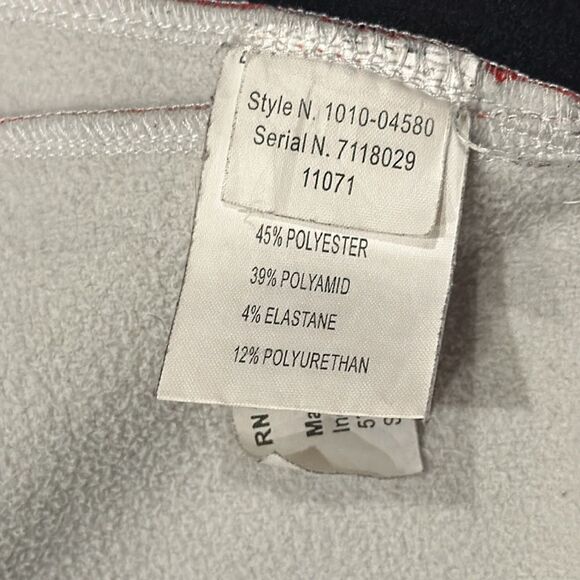 Style N. 1010-04580
Serial N. 7118029
11071
45% POLYESTER
39% POLYAMID
4% ELASTANE
12% POLYURETHAN
RN